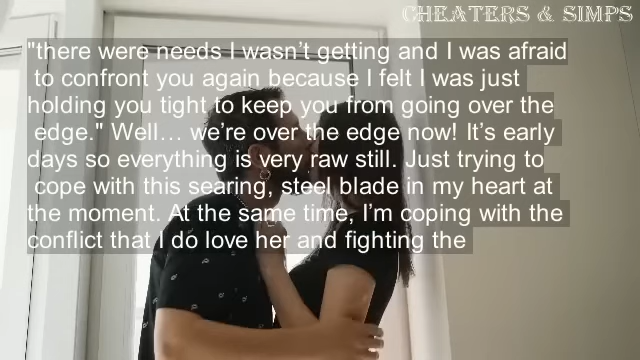 CHEATERS & SIMPS
"there were needs I wasn’t getting and I was afraid
to confront you again because I felt I was just
holding you tight to keep you from going over the
edge." Well… we’re over the edge now! It’s early
days so everything is very raw still. Just trying to
cope with this searing, steel blade in my heart at
the moment. At the same time, I’m coping with the
conflict that I do love her and fighting the